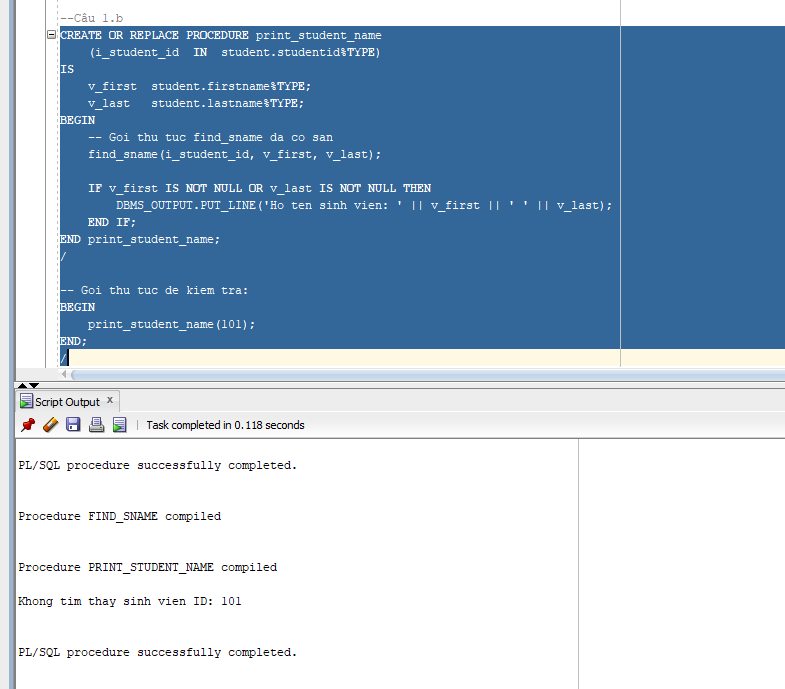 --Câu 1.b
CREATE OR REPLACE PROCEDURE print_student_name
(i_student_id IN student.studentid%TYPE)
IS
v_first student.firstname%TYPE;
v_last student.lastname%TYPE;
BEGIN
-- Goi thu tuc find_sname da co san
find_sname(i_student_id, v_first, v_last);
IF v_first IS NOT NULL OR v_last IS NOT NULL THEN
DBMS_OUTPUT.PUT_LINE('Ho ten sinh vien: ' || v_first || ' ' || v_last);
END IF;
END print_student_name;
/
-- Goi thu tuc de kiem tra:
BEGIN
print_student_name(101);
END;
/
Script Output x
Task completed in 0.118 seconds
PL/SQL procedure successfully completed.
Procedure FIND_SNAME compiled
Procedure PRINT_STUDENT_NAME compiled
Khong tim thay sinh vien ID: 101
PL/SQL procedure successfully completed.